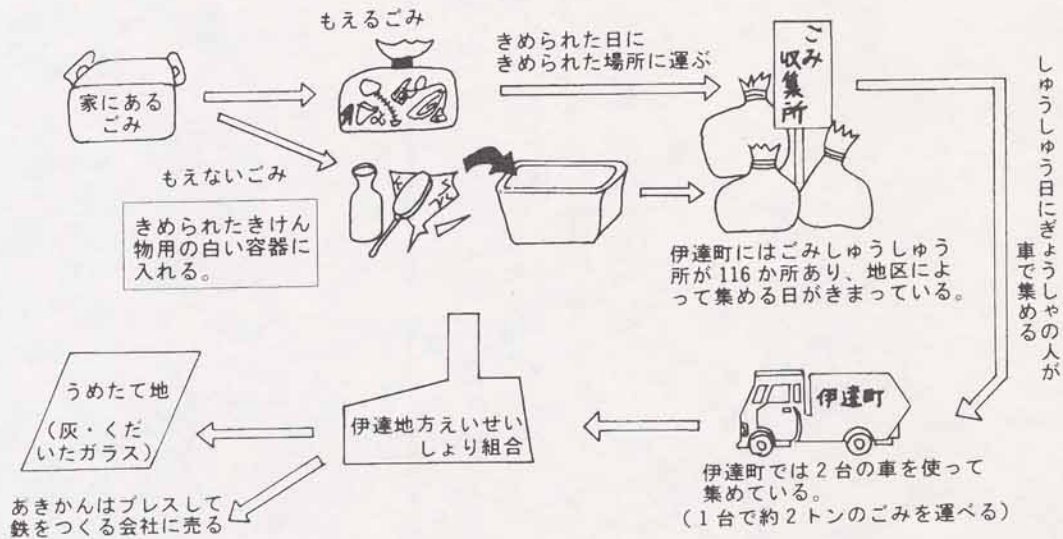 家にある
ごみ
もえるごみ
もえないごみ
きめられたきけん
物用の白い容器に
入れる。
きめられた日に
きめられた場所に運ぶ
ごみ
収集所
伊達町にはごみしゅうしゅう
所が116か所あり、地区によ
って集める日がきまっている。
しゅうしゅう日にぎょうしゃの人が
車で集める
伊達町
伊達町では2台の車を使って
集めている。
（1台で約2トンのごみを運べる）
伊達地方えいせい
しょり組合
うめたて地
（灰・くだ
いたガラス）
あきかんはプレスして
鉄をつくる会社に売る